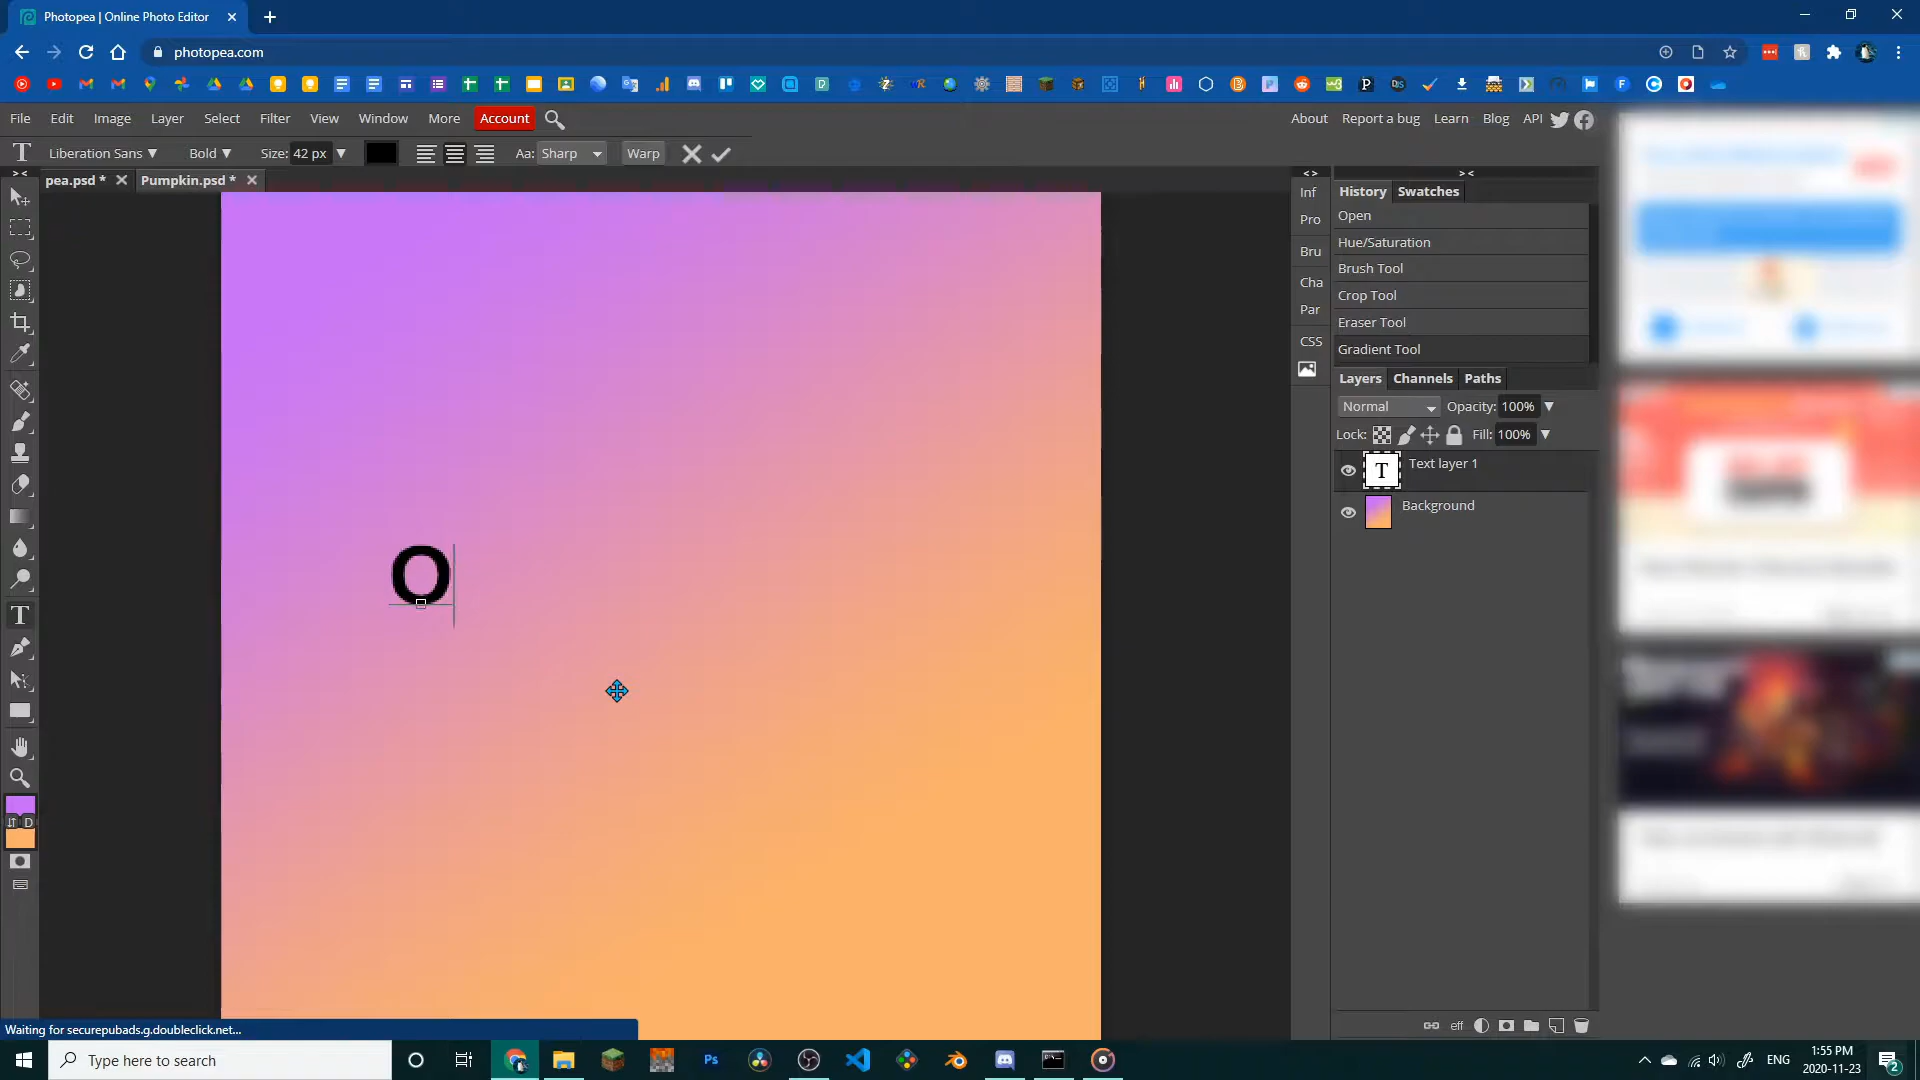 Photopea | Online Photo Editor
photopea.com
File Edit Image Layer Select Filter View Window More Account
About Report a bug Learn Blog API
Liberation Sans Bold Size: 42 px Aa: Sharp Warp
pea.psd * Pumpkin.psd *
O
Inf
Pro
Bru
Cha
Par
CSS
History Swatches
Open
Hue/Saturation
Brush Tool
Crop Tool
Eraser Tool
Gradient Tool
Layers Channels Paths
Normal Opacity: 100%
Lock: Fill: 100%
T Text layer 1
Background
D
eff
Waiting for securepubads.g.doubleclick.net...
Type here to search
Ps
ENG
1:55 PM
2020-11-23
2